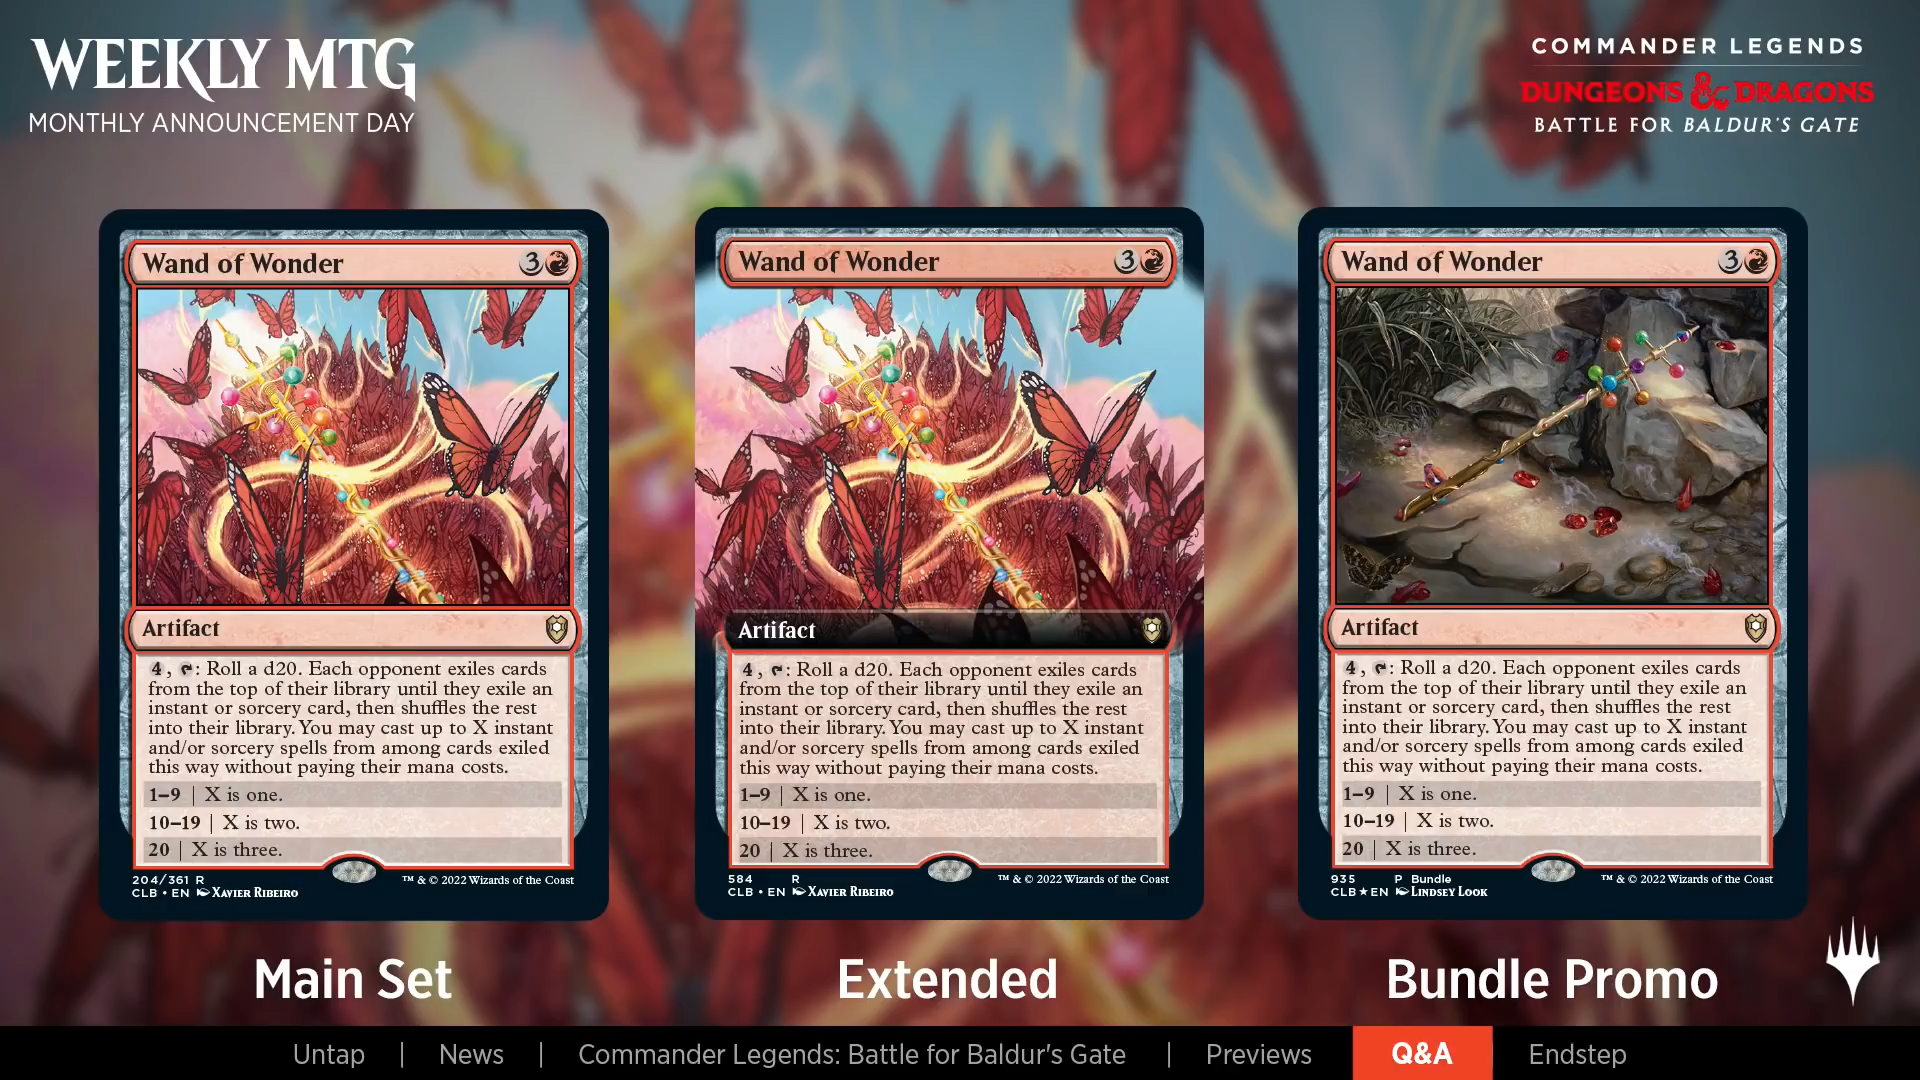 WEEKLY MTG
MONTHLY ANNOUNCEMENT DAY
COMMANDER LEGENDS
DUNGEONS & DRAGONS
BATTLE FOR BALDUR'S GATE
Wand of Wonder 3
Artifact
4, : Roll a d20. Each opponent exiles cards
from the top of their library until they exile an
instant or sorcery card, then shuffles the rest
into their library. You may cast up to X instant
and/or sorcery spells from among cards exiled
this way without paying their mana costs.
1–9 | X is one.
10–19 | X is two.
20 | X is three.
204/361 R
CLB • EN XAVIER RIBEIRO
™ & © 2022 Wizards of the Coast
Main Set
Wand of Wonder 3
Artifact
4, : Roll a d20. Each opponent exiles cards
from the top of their library until they exile an
instant or sorcery card, then shuffles the rest
into their library. You may cast up to X instant
and/or sorcery spells from among cards exiled
this way without paying their mana costs.
1–9 | X is one.
10–19 | X is two.
20 | X is three.
584 R
CLB • EN XAVIER RIBEIRO
™ & © 2022 Wizards of the Coast
Extended
Wand of Wonder 3
Artifact
4, : Roll a d20. Each opponent exiles cards
from the top of their library until they exile an
instant or sorcery card, then shuffles the rest
into their library. You may cast up to X instant
and/or sorcery spells from among cards exiled
this way without paying their mana costs.
1–9 | X is one.
10–19 | X is two.
20 | X is three.
935 P Bundle
CLB ★ EN LINDSEY LOOK
™ & © 2022 Wizards of the Coast
Bundle Promo
Untap | News | Commander Legends: Battle for Baldur's Gate | Previews Q&A Endstep